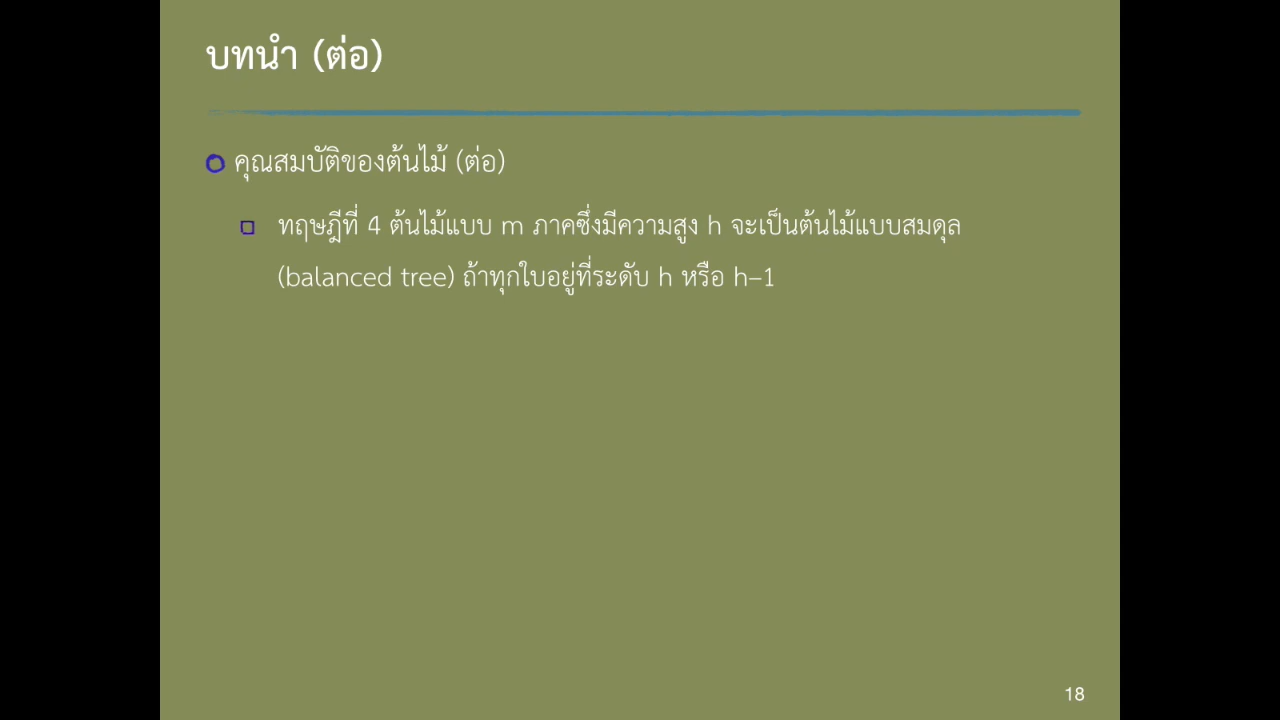 บทนำ (ต่อ)
คุณสมบัติของต้นไม้ (ต่อ)
ทฤษฎีที่ 4 ต้นไม้แบบ m ภาคซึ่งมีความสูง h จะเป็นต้นไม้แบบสมดุล
(balanced tree) ถ้าทุกใบอยู่ที่ระดับ h หรือ h–1
18